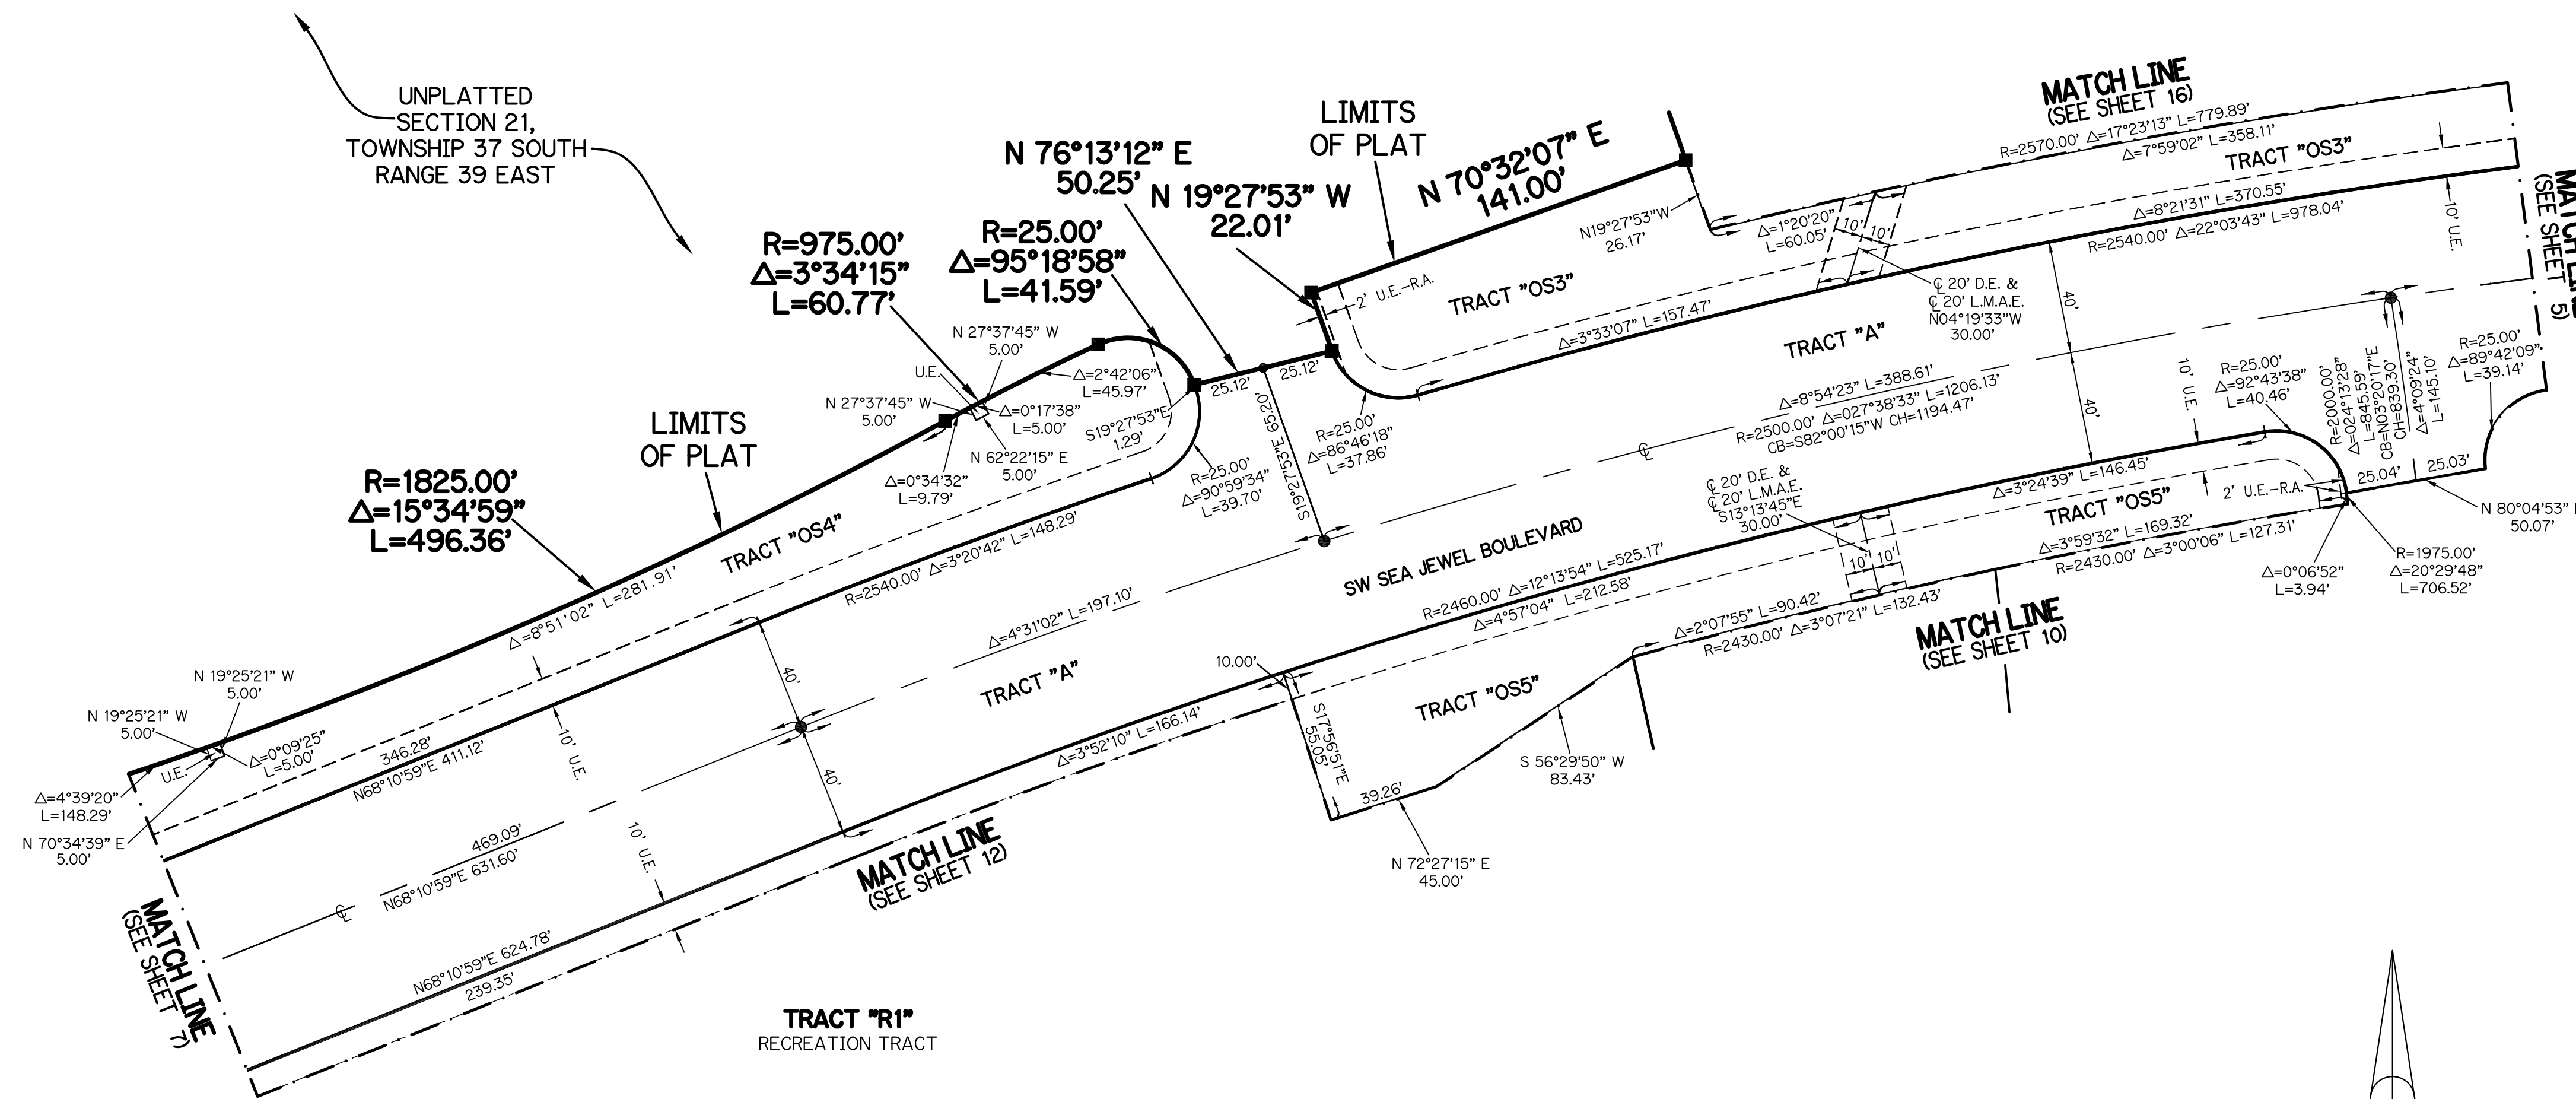 UNPLATTED
SECTION 21,
TOWNSHIP 37 SOUTH
RANGE 39 EAST
LIMITS
OF PLAT
N 76°13'12" E
50.25'
N 19°27'53" W
22.01'
N 70°32'07" E
141.00'
R=975.00'
Δ=3°34'15"
L=60.77'
R=25.00'
Δ=95°18'58"
L=41.59'
MATCH LINE
(SEE SHEET 16)
R=2570.00' Δ=17°23'13" L=779.89'
Δ=7°59'02" L=358.11'
TRACT "OS3"
Δ=8°21'31" L=370.55'
R=2540.00' Δ=22°03'43" L=978.04'
10' U.E.
MATCH LINE
(SEE SHEET 5)
N19°27'53"W
26.17'
Δ=1°20'20"
L=60.05'
10'
10'
2' U.E.-R.A.
TRACT "OS3"
Δ=3°33'07" L=157.47'
℄ 20' D.E. &
℄ 20' L.M.A.E.
N04°19'33"W
30.00'
TRACT "A"
40'
40'
N 27°37'45" W
5.00'
U.E.
N 27°37'45" W
5.00'
Δ=2°42'06"
L=45.97'
Δ=0°17'38"
L=5.00'
N 62°22'15" E
5.00'
Δ=0°34'32"
L=9.79'
S19°27'53"E
1.29'
25.12'
25.12'
S19°27'53"E 65.20'
R=25.00'
Δ=90°59'34"
L=39.70'
R=25.00'
Δ=86°46'18"
L=37.86'
Δ=8°54'23" L=388.61'
R=2500.00' Δ=027°38'33" L=1206.13'
CB=S82°00'15"W CH=1194.47'
℄
10' U.E.
R=25.00'
Δ=92°43'38"
L=40.46'
R=2000.00'
Δ=024°13'28"
L=845.59'
CB=N03°20'17"E
CH=839.30'
Δ=4°09'24"
L=145.10'
R=25.00'
Δ=89°42'09"
L=39.14'
25.04'
25.03'
N 80°04'53"
50.07'
LIMITS
OF PLAT
R=1825.00'
Δ=15°34'59"
L=496.36'
TRACT "OS4"
Δ=8°51'02" L=281.91'
R=2540.00' Δ=3°20'42" L=148.29'
Δ=3°24'39" L=146.45'
2' U.E.-R.A.
TRACT "OS5"
Δ=3°59'32" L=169.32'
R=2430.00' Δ=3°00'06" L=127.31'
R=1975.00'
Δ=20°29'48"
L=706.52'
Δ=0°06'52"
L=3.94'
℄ 20' D.E. &
℄ 20' L.M.A.E.
S13°13'45"E
30.00'
10'
10'
SW SEA JEWEL BOULEVARD
R=2460.00' Δ=12°13'54" L=525.17'
Δ=4°57'04" L=212.58'
Δ=2°07'55" L=90.42'
R=2430.00' Δ=3°07'21" L=132.43'
MATCH LINE
(SEE SHEET 10)
Δ=4°31'02" L=197.10'
TRACT "A"
10.00'
TRACT "OS5"
S17°56'51"E
55.05'
39.26'
S 56°29'50" W
83.43'
N 72°27'15" E
45.00'
Δ=3°52'10" L=166.14'
40'
40'
N 19°25'21" W
5.00'
N 19°25'21" W
5.00'
U.E.
Δ=0°09'25"
L=5.00'
Δ=4°39'20"
L=148.29'
N 70°34'39" E
5.00'
346.28'
N68°10'59"E 411.12'
10' U.E.
10' U.E.
469.09'
N68°10'59"E 631.60'
℄
MATCH LINE
(SEE SHEET 12)
MATCH LINE
(SEE SHEET 7)
N68°10'59"E 624.78'
239.35'
TRACT "R1"
RECREATION TRACT